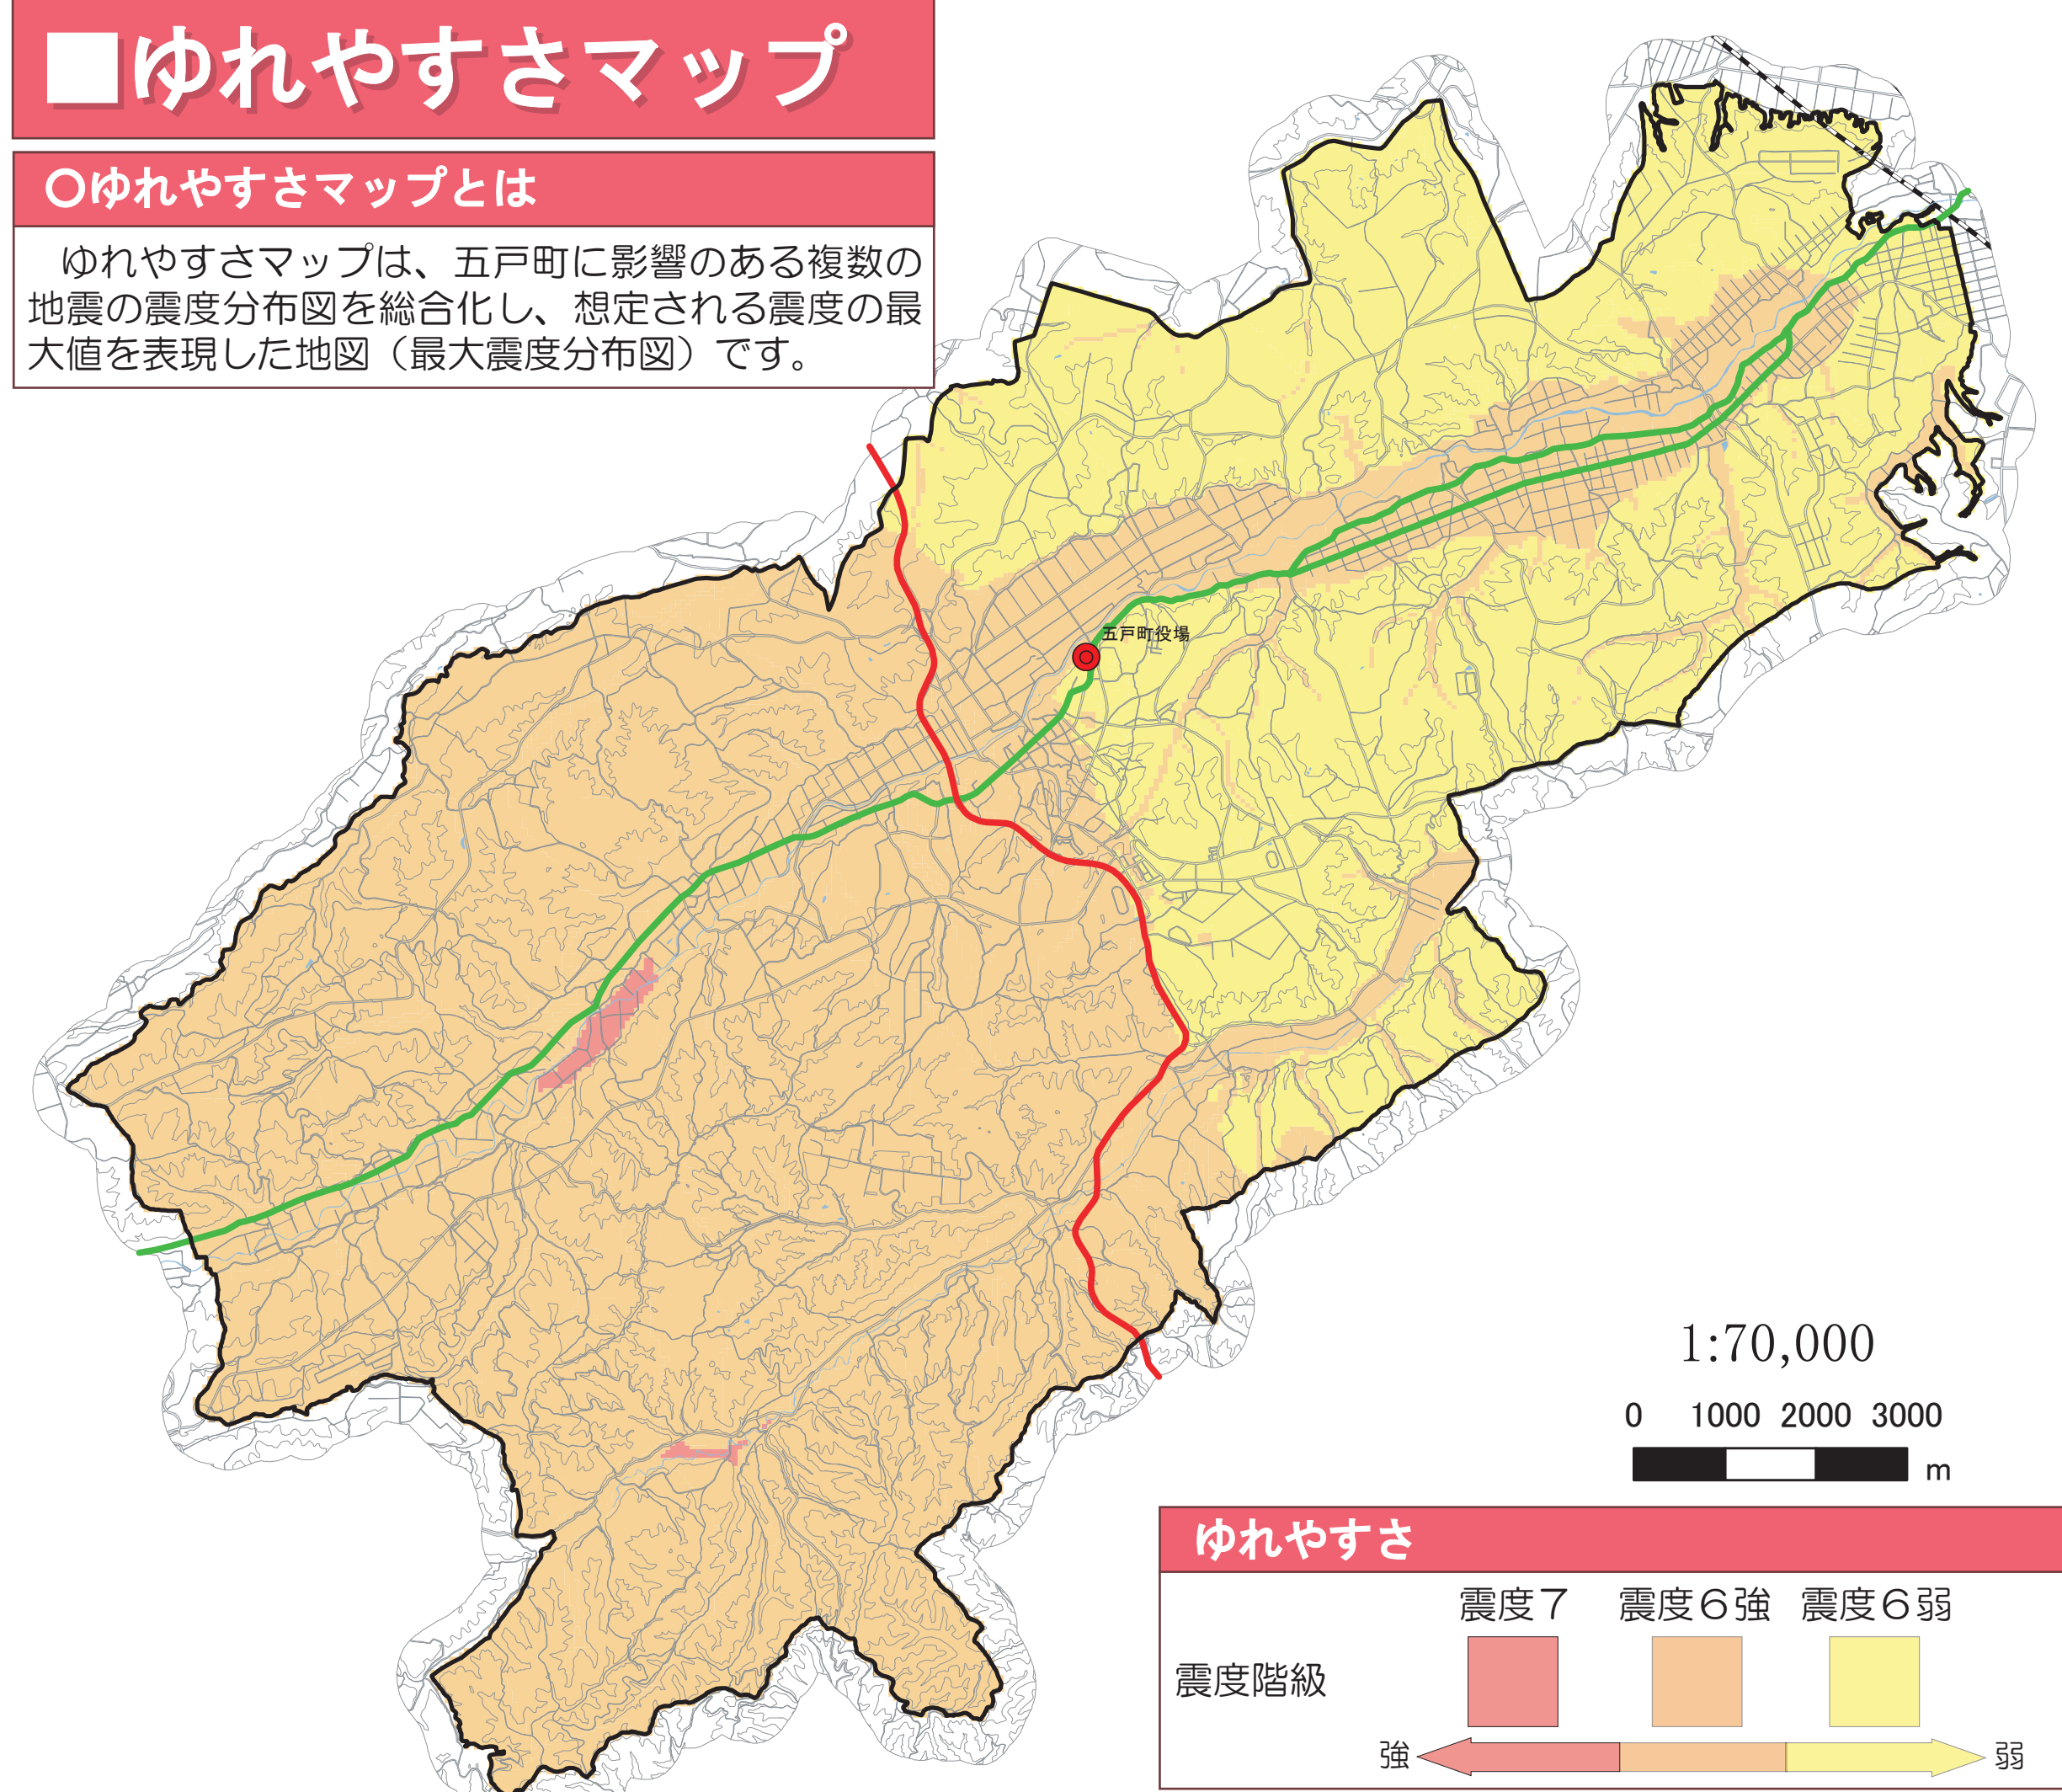 ■ゆれやすさマップ
○ゆれやすさマップとは
ゆれやすさマップは、五戸町に影響のある複数の
地震の震度分布図を総合化し、想定される震度の最
大値を表現した地図（最大震度分布図）です。
五戸町役場
1:70,000
0 1000 2000 3000
m
ゆれやすさ
震度７ 震度６強 震度６弱
震度階級
強 弱